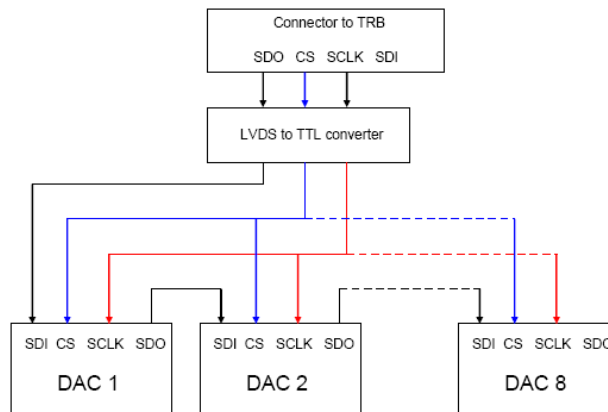 Connector to TRB
SDO CS SCLK SDI
LVDS to TTL converter
SDI CS SCLK SDO SDI CS SCLK SDO SDI CS SCLK SDO
DAC 1 DAC 2 DAC 8